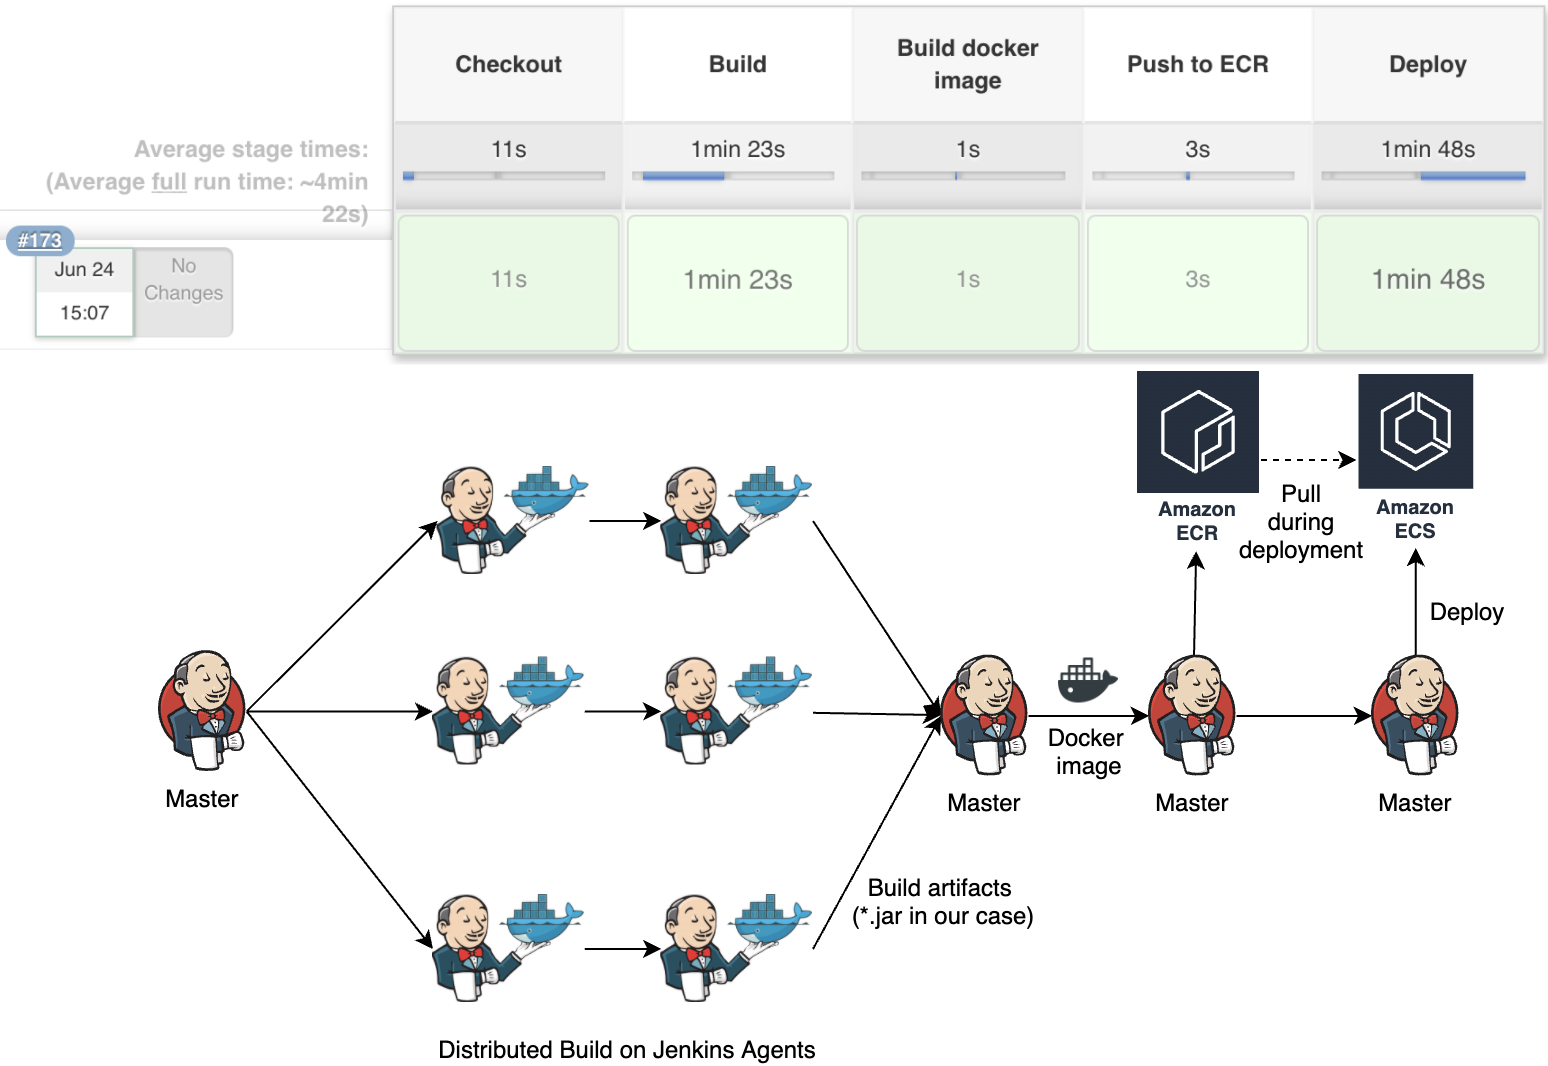 Checkout
Build
Build docker
image
Push to ECR
Deploy
Average stage times:
(Average full run time: ~4min
22s)
11s
1min 23s
1s
3s
1min 48s
#173
Jun 24
15:07
No
Changes
11s
1min 23s
1s
3s
1min 48s
Amazon
ECR
Pull
during
deployment
Amazon
ECS
Deploy
Master
Master
Docker
image
Master
Master
Build artifacts
(*.jar in our case)
Distributed Build on Jenkins Agents